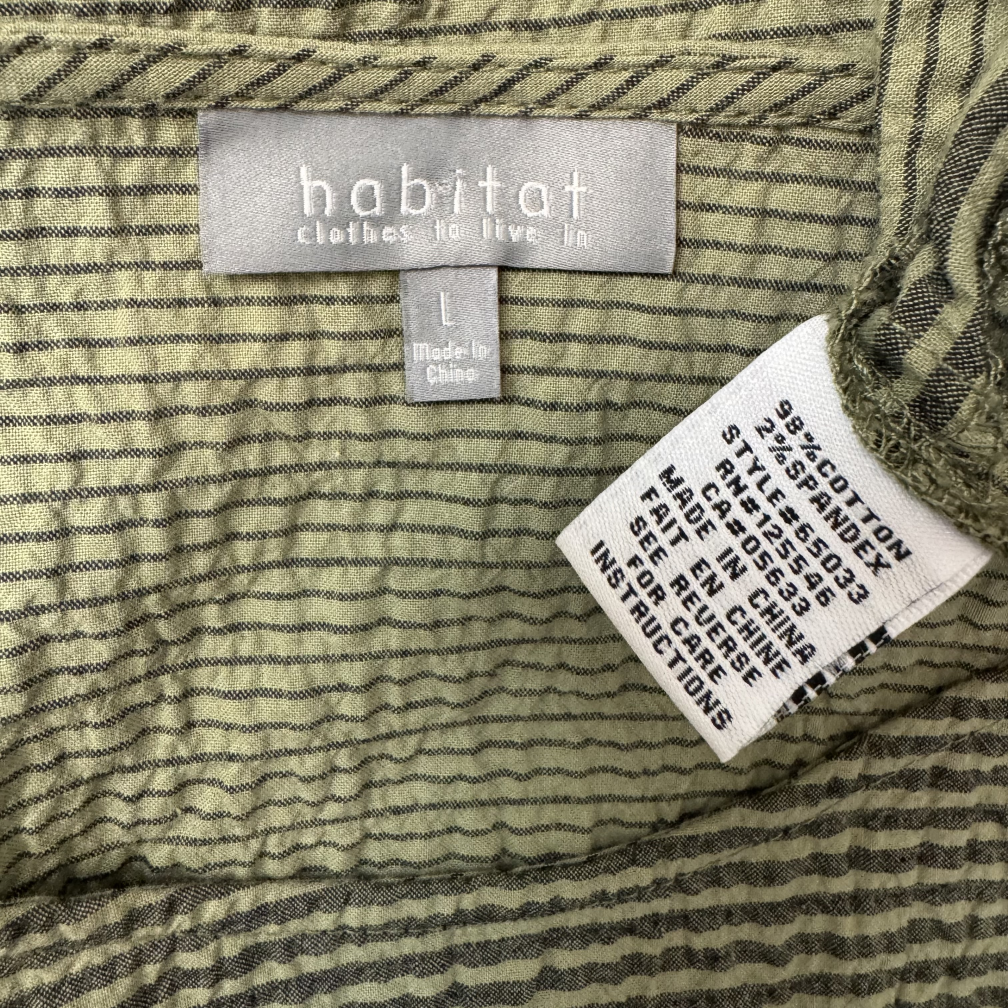 habitat
clothes to live in
L
Made In
China
98%COTTON
2%SPANDEX
STYLE#65033
RN#125546
CA#05633
MADE IN CHINA
FAIT EN CHINE
SEE REVERSE
FOR CARE
INSTRUCTIONS